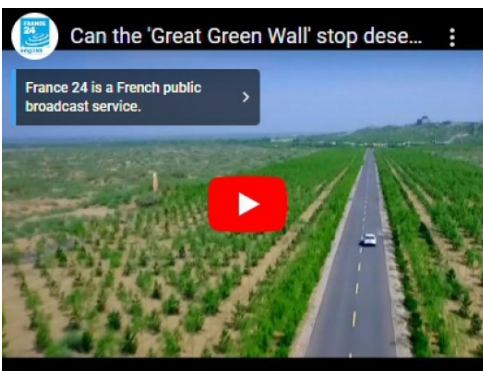 FRANCE
24
english
Can the 'Great Green Wall' stop dese...
France 24 is a French public
broadcast service.